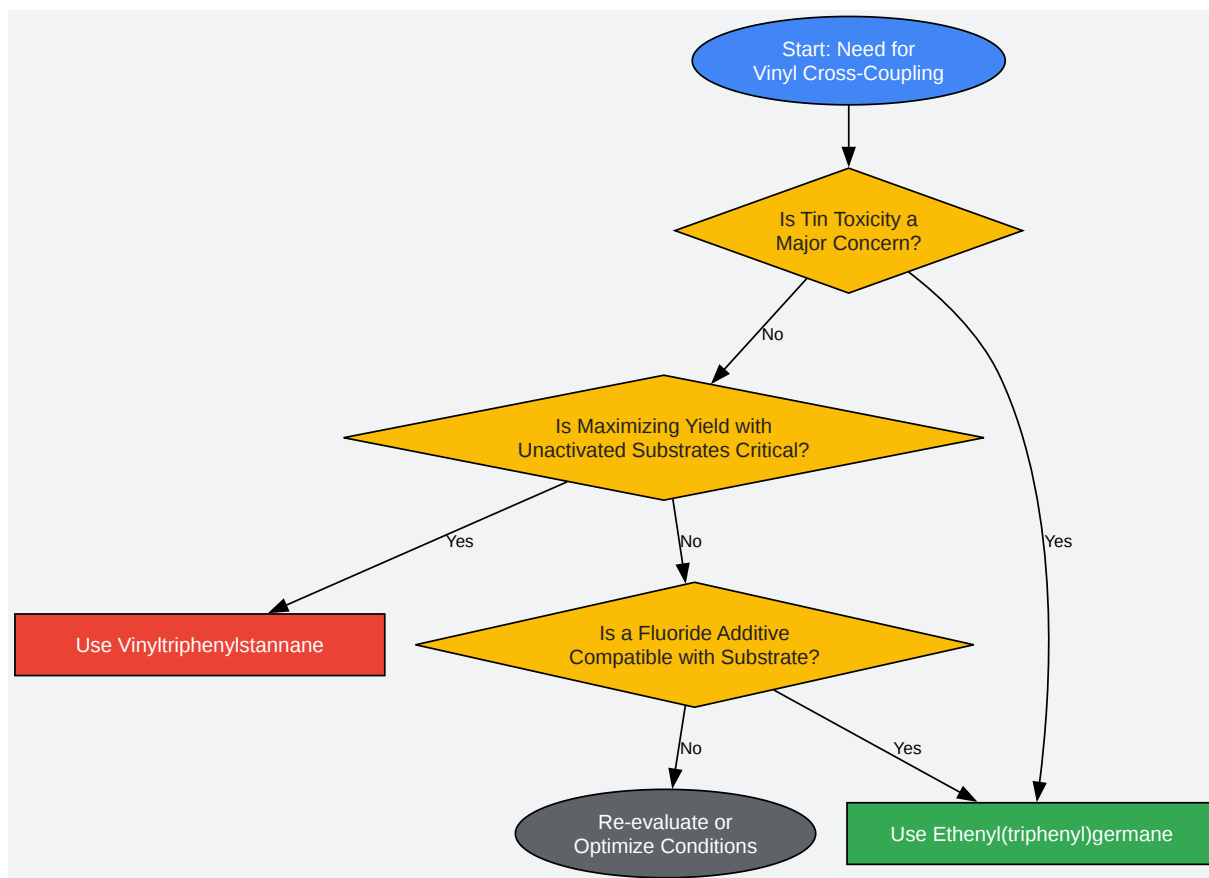 Start: Need for
Vinyl Cross-Coupling
Is Tin Toxicity a
Major Concern?
No
Is Maximizing Yield with
Unactivated Substrates Critical?
Yes
No
Yes
Use Vinyltriphenylstannane
Is a Fluoride Additive
Compatible with Substrate?
No
Yes
Re-evaluate or
Optimize Conditions
Use Ethenyl(triphenyl)germane